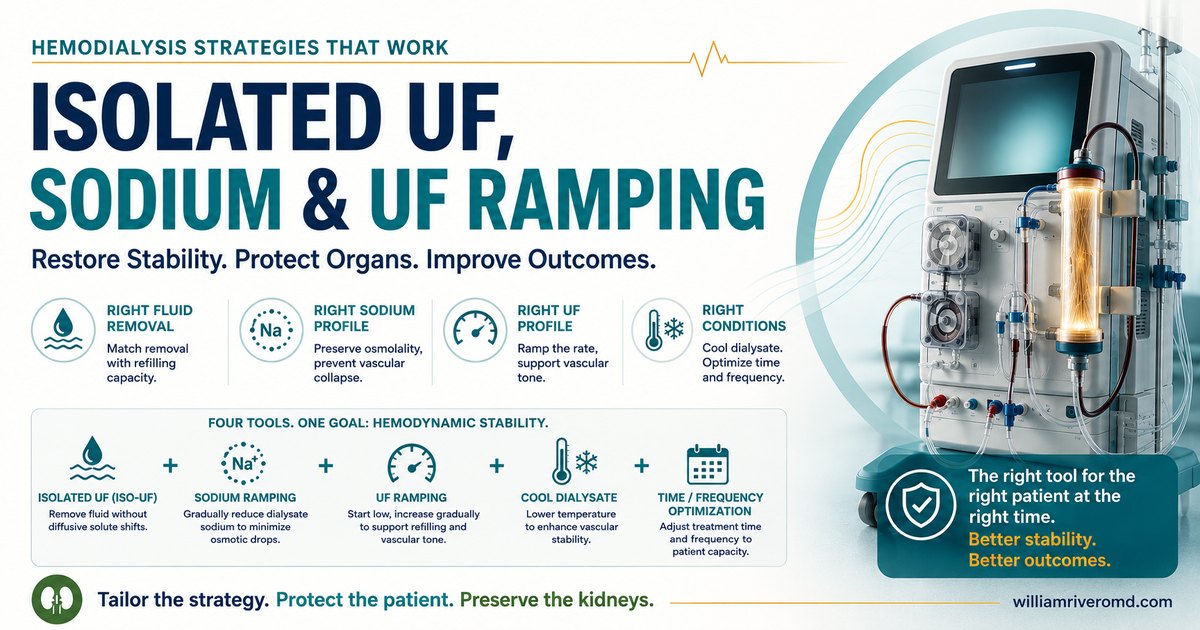 HEMODIALYSIS STRATEGIES THAT WORK
ISOLATED UF,
SODIUM & UF RAMPING
Restore Stability. Protect Organs. Improve Outcomes.
RIGHT FLUID
REMOVAL
Match removal
with refilling
capacity.
Na
RIGHT SODIUM
PROFILE
Preserve osmolality,
prevent vascular
collapse.
RIGHT UF
PROFILE
Ramp the rate,
support vascular
tone.
RIGHT
CONDITIONS
Cool dialysate.
Optimize time
and frequency.
FOUR TOOLS. ONE GOAL: HEMODYNAMIC STABILITY.
ISOLATED UF (ISO-UF)
Remove fluid without
diffusive solute shifts.
+
Na+
SODIUM RAMPING
Gradually reduce dialysate
sodium to minimize
osmotic drops.
+
UF RAMPING
Start low, increase gradually
to support refilling and
vascular tone.
+
COOL DIALYSATE
Lower temperature
to enhance vascular
stability.
+
TIME / FREQUENCY
OPTIMIZATION
Adjust treatment time
and frequency to
patient capacity.
The right tool for the
right patient at the
right time.
Better stability.
Better outcomes.
Tailor the strategy. Protect the patient. Preserve the kidneys.
williamriveromd.com